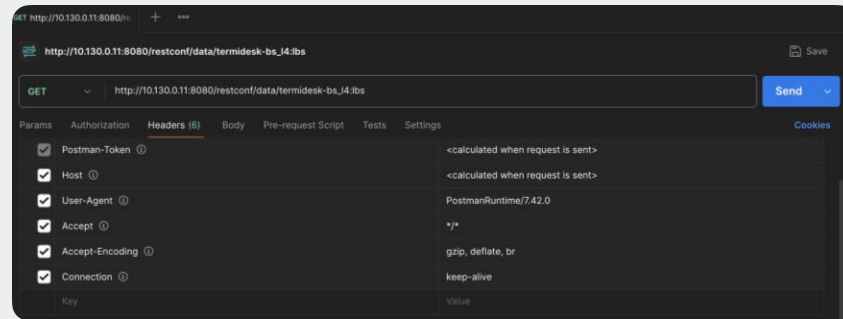 GET http://10.130.0.11:8080/re
http://10.130.0.11:8080/restconf/data/termidesk-bs_l4:lbs
Save
GET http://10.130.0.11:8080/restconf/data/termidesk-bs_l4:lbs Send
Params Authorization Headers (6) Body Pre-request Script Tests Settings Cookies
Postman-Token <calculated when request is sent>
Host <calculated when request is sent>
User-Agent PostmanRuntime/7.42.0
Accept */*
Accept-Encoding gzip, deflate, br
Connection keep-alive
Key Value